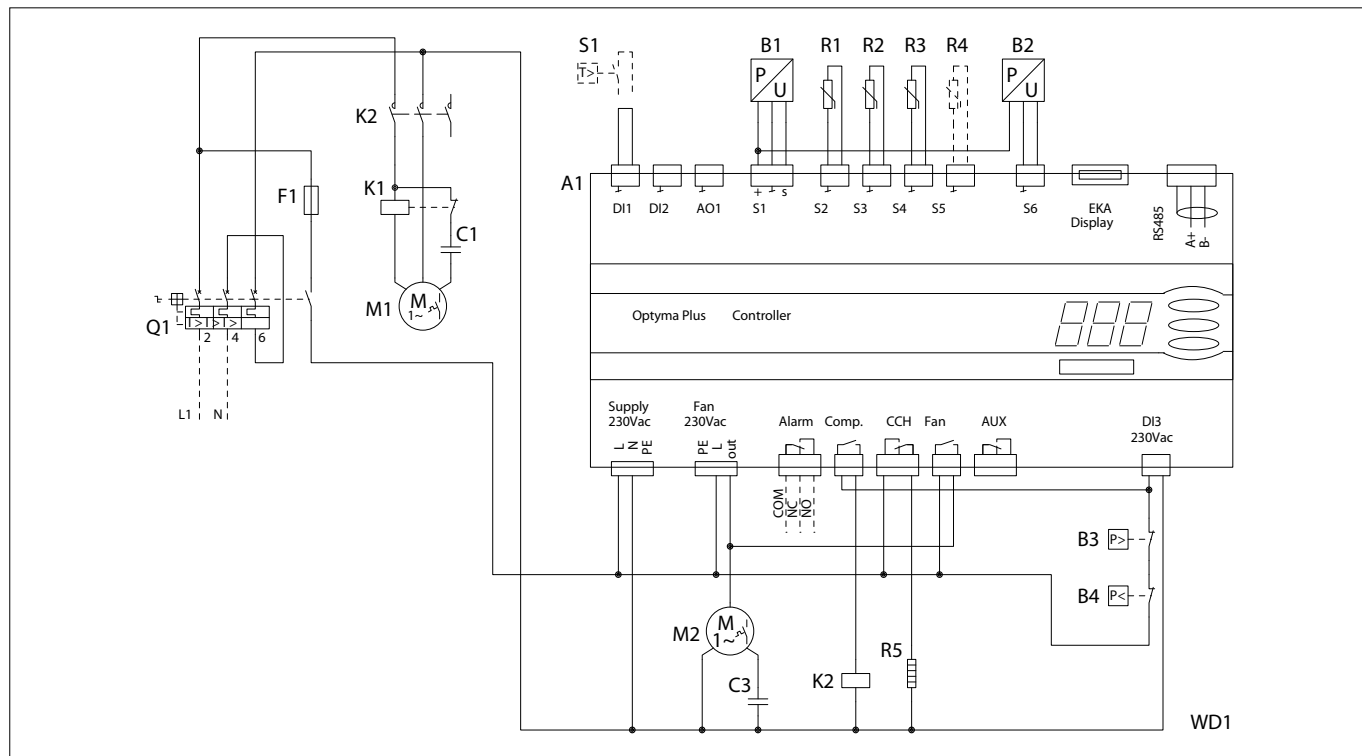 S1
B1
R1
R2
R3
R4
B2
T>
P
U
P
U
K2
F1
K1
A1
+
s
DI1
DI2
AO1
S1
S2
S3
S4
S5
S6
EKA
Display
RS485
A+
B-
C1
M1
M
1~
Q1
I>
I>
I>
2
4
6
Optyma Plus
Controller
L1
N
Supply
230Vac
Fan
230Vac
Alarm
Comp.
CCH
Fan
AUX
DI3
230Vac
L
N
PE
PE
L
out
COM
NC
NO
B3
P>
B4
P<
M2
M
1~
C3
K2
R5
WD1